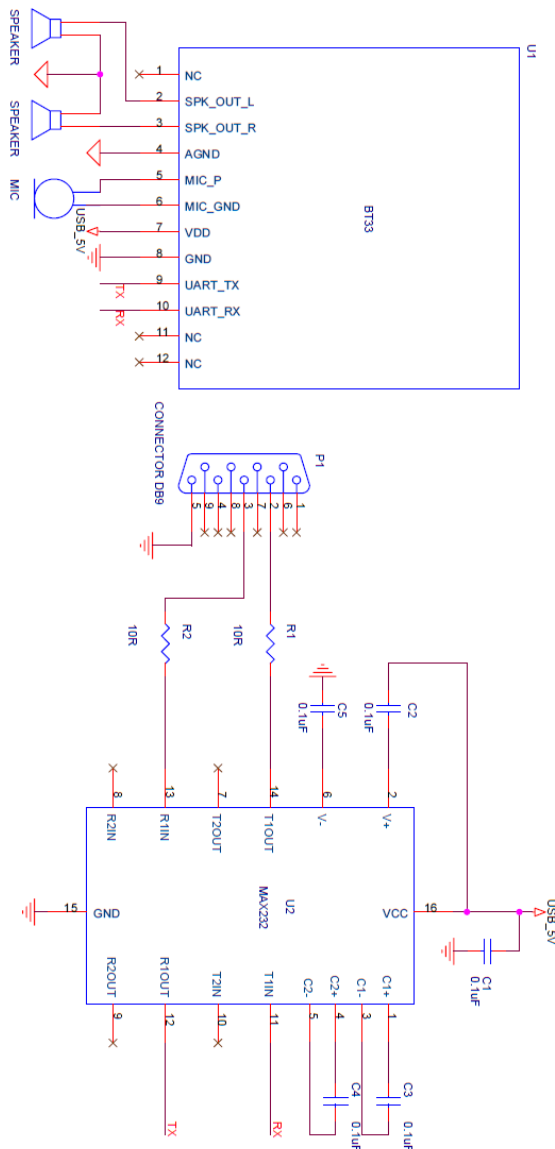 U1
BT33
1 NC
2 SPK_OUT_L
3 SPK_OUT_R
4 AGND
5 MIC_P
6 MIC_GND
7 VDD
8 GND
9 UART_TX
10 UART_RX
11 NC
12 NC
SPEAKER
SPEAKER
MIC
USB_5V
TX
RX
P1
CONNECTOR DB9
5
9
4
8
3
7
2
6
1
R2
10R
R1
10R
C5
0.1uF
C2
0.1uF
8 R2IN
13 R1IN
7 T2OUT
14 T1OUT
6 V-
2 V+
U2
MAX232
15 GND
16 VCC
USB_5V
C1
0.1uF
9 R2OUT
12 R1OUT
10 T2IN
11 T1IN
5 C2-
4 C2+
3 C1-
1 C1+
C4
0.1uF
C3
0.1uF
TX
RX